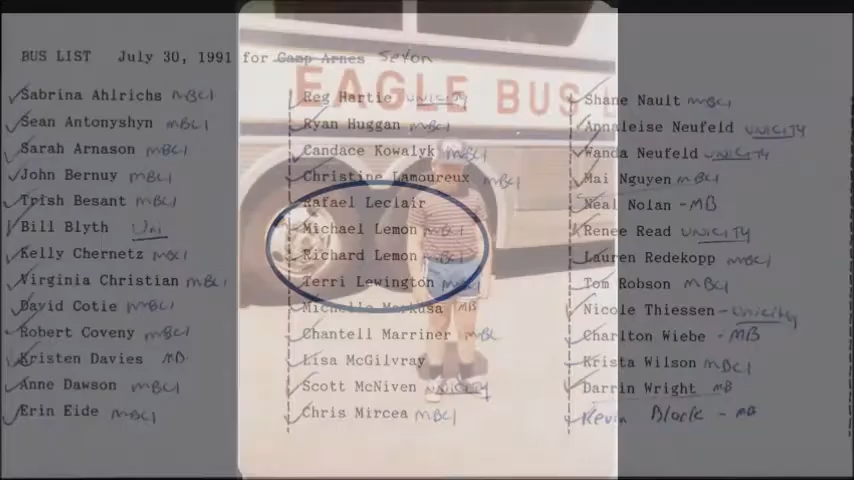 BUS LIST July 30, 1991 for Camp Arnes Seton
EAGLE BUS L
Sabrina Ahlrichs MBCI
Sean Antonyshyn MBCI
Sarah Arnason MBCI
John Bernuy MBCI
Trish Besant MBCI
Bill Blyth Uni
Kelly Chernetz MBCI
Virginia Christian MBCI
David Cotie MBCI
Robert Coveny MBCI
Kristen Davies MB
Anne Dawson MBCI
Erin Eide MBCI
Reg Hartie UNICITY
Ryan Huggan MBCI
Candace Kowalyk MBCI
Christine Lamoureux MBCI
Rafael Leclair
Michael Lemon MBCI
Richard Lemon MBCI
Terri Lewington MBCI
Michelle Markusa MB
Chantell Marriner MBC
Lisa McGilvray
Scott McNiven UNICITY
Chris Mircea MBCI
Shane Nault MBCI
Annaleise Neufeld UNICITY
Wanda Neufeld UNICITY
Mai Nguyen MBCI
Neal Nolan - MB
Renee Read UNICITY
Lauren Redekopp MBCI
Tom Robson MBCI
Nicole Thiessen - Unicity
Charlton Wiebe - MB
Krista Wilson MBCI
Darrin Wright MB
Kevin Block - MB